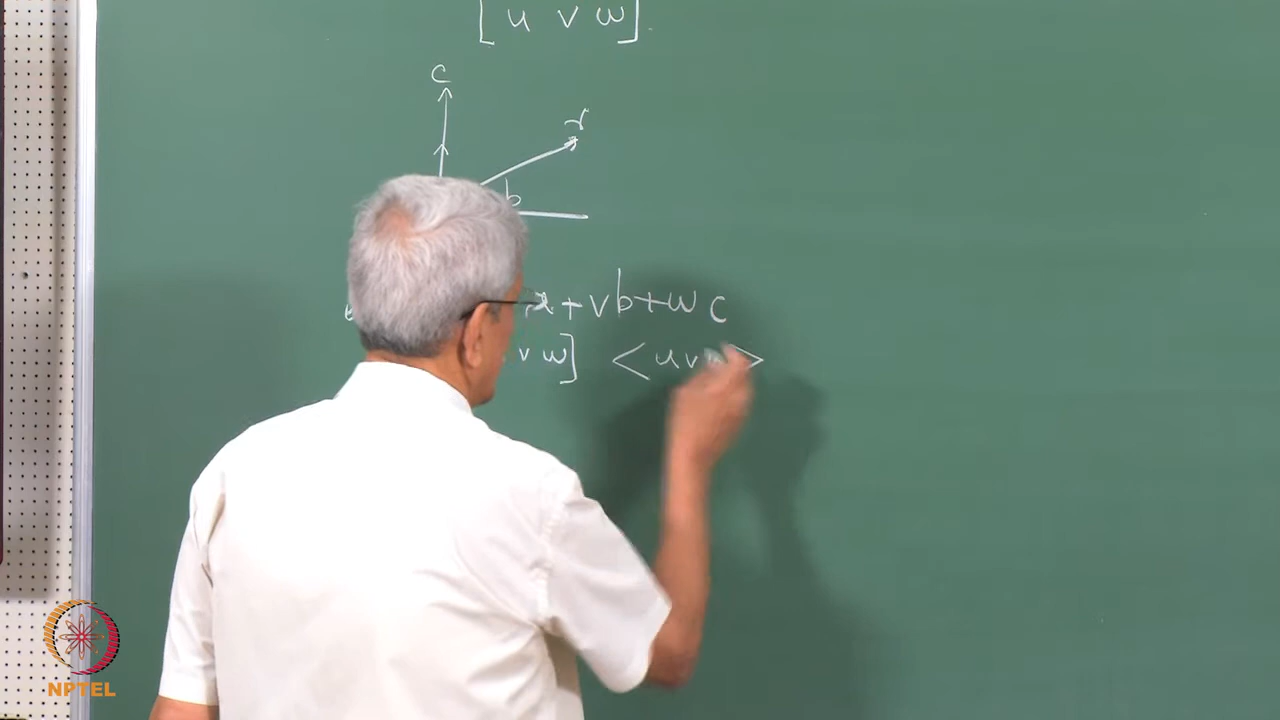 [ u v w ].
c
r
b
+ v b + w c
v w ] < u v w >
NPTEL